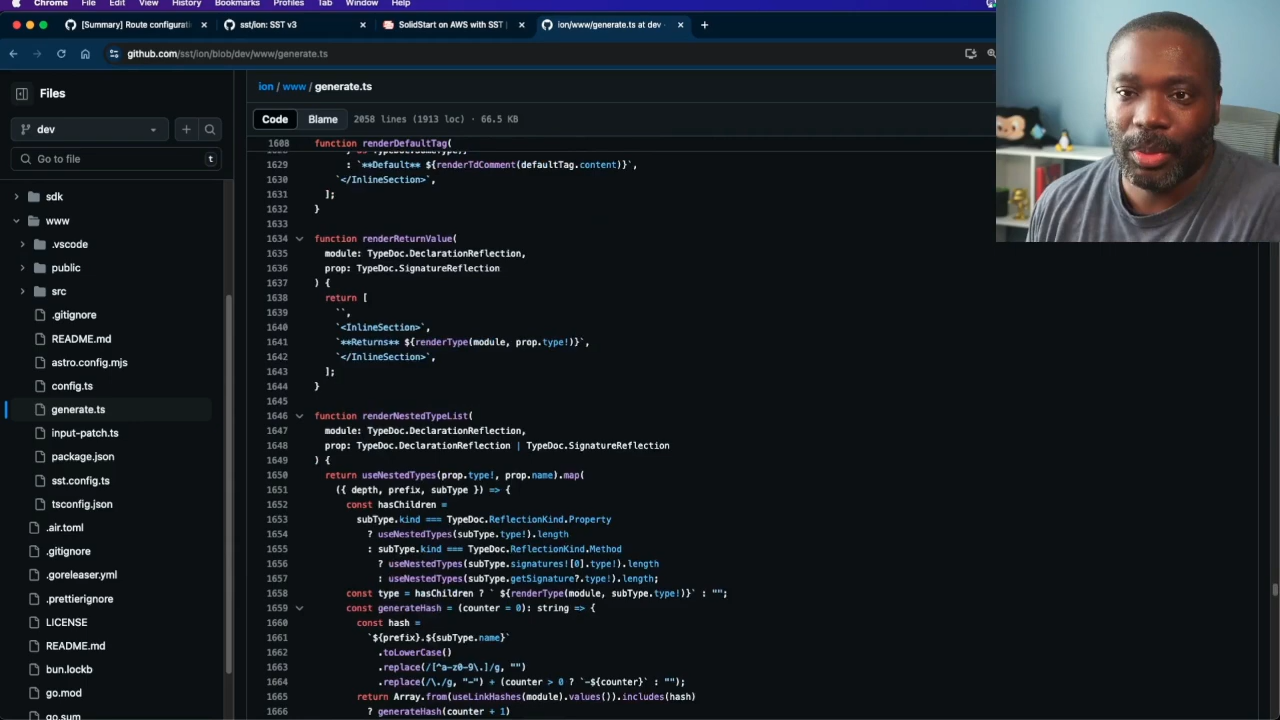 File Edit View History Bookmarks Profiles Tab Window Help
[Summary] Route configurati
sst/ion: SST v3
SolidStart on AWS with SST
ion/www/generate.ts at dev
github.com/sst/ion/blob/dev/www/generate.ts
Files
dev
Go to file
t
sdk
www
.vscode
public
src
.gitignore
README.md
astro.config.mjs
config.ts
generate.ts
input-patch.ts
package.json
sst.config.ts
tsconfig.json
.air.toml
.gitignore
.goreleaser.yml
.prettierignore
LICENSE
README.md
bun.lockb
go.mod
go.sum
ion / www / generate.ts
Code Blame 2058 lines (1913 loc) · 66.5 KB
1608 function renderDefaultTag(
1629 : `**Default** ${renderTdComment(defaultTag.content)}`,
1630 `</InlineSection>`,
1631 ];
1632 }
1633
1634 function renderReturnValue(
1635 module: TypeDoc.DeclarationReflection,
1636 prop: TypeDoc.SignatureReflection
1637 ) {
1638 return [
1639 ``,
1640 `<InlineSection>`,
1641 `**Returns** ${renderType(module, prop.type!)}`,
1642 `</InlineSection>`,
1643 ];
1644 }
1645
1646 function renderNestedTypeList(
1647 module: TypeDoc.DeclarationReflection,
1648 prop: TypeDoc.DeclarationReflection | TypeDoc.SignatureReflection
1649 ) {
1650 return useNestedTypes(prop.type!, prop.name).map(
1651 ({ depth, prefix, subType }) => {
1652 const hasChildren =
1653 subType.kind === TypeDoc.ReflectionKind.Property
1654 ? useNestedTypes(subType.type!).length
1655 : subType.kind === TypeDoc.ReflectionKind.Method
1656 ? useNestedTypes(subType.signatures![0].type!).length
1657 : useNestedTypes(subType.getSignature?.type!).length;
1658 const type = hasChildren ? ` ${renderType(module, subType.type!)}` : "";
1659 const generateHash = (counter = 0): string => {
1660 const hash =
1661 `${prefix}.${subType.name}`
1662 .toLowerCase()
1663 .replace(/[^a-z0-9\.]/g, "")
1664 .replace(/\./g, "-") + (counter > 0 ? `-${counter}` : "");
1665 return Array.from(useLinkHashes(module).values()).includes(hash)
1666 ? generateHash(counter + 1)